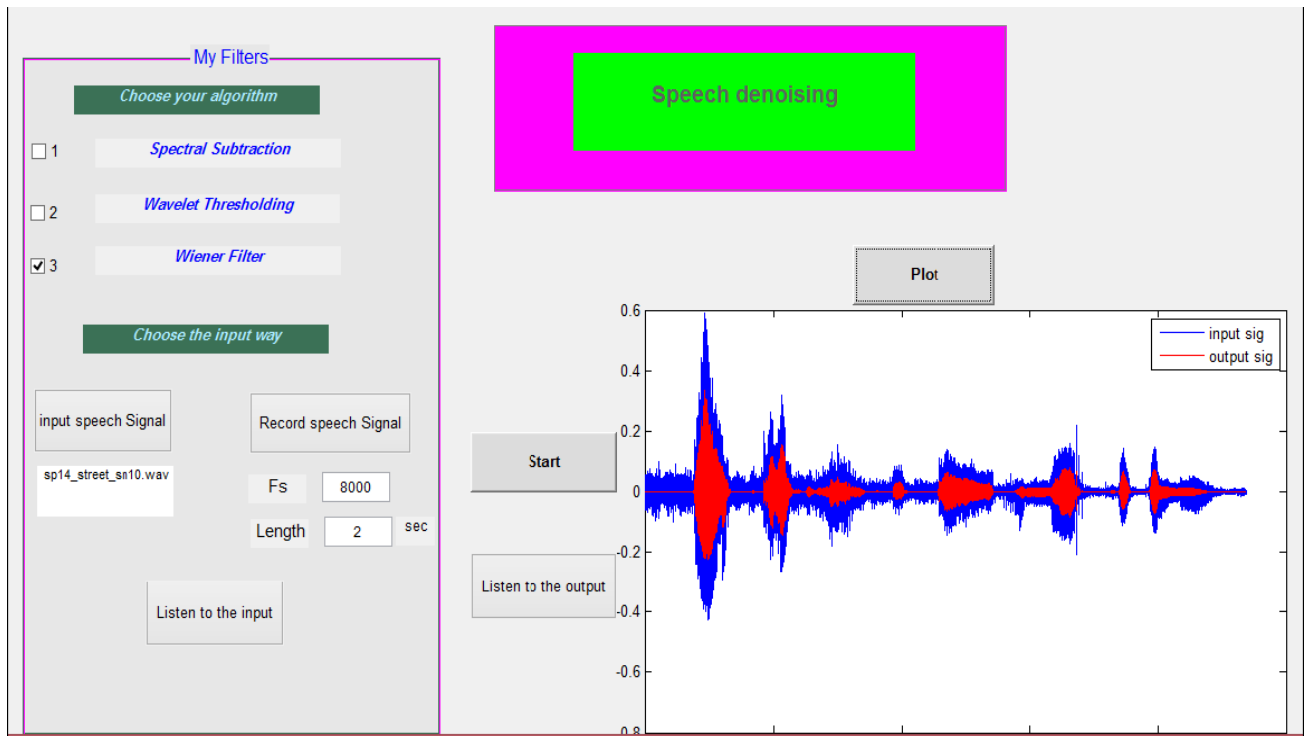 My Filters
Choose your algorithm
1 Spectral Subtraction
2 Wavelet Thresholding
3 Wiener Filter
Choose the input way
input speech Signal
Record speech Signal
sp14_street_sn10.wav
Fs 8000
Length 2 sec
Listen to the input
Speech denoising
Plot
Start
Listen to the output
input sig
output sig
0.6
0.4
0.2
0
-0.2
-0.4
-0.6
0.8